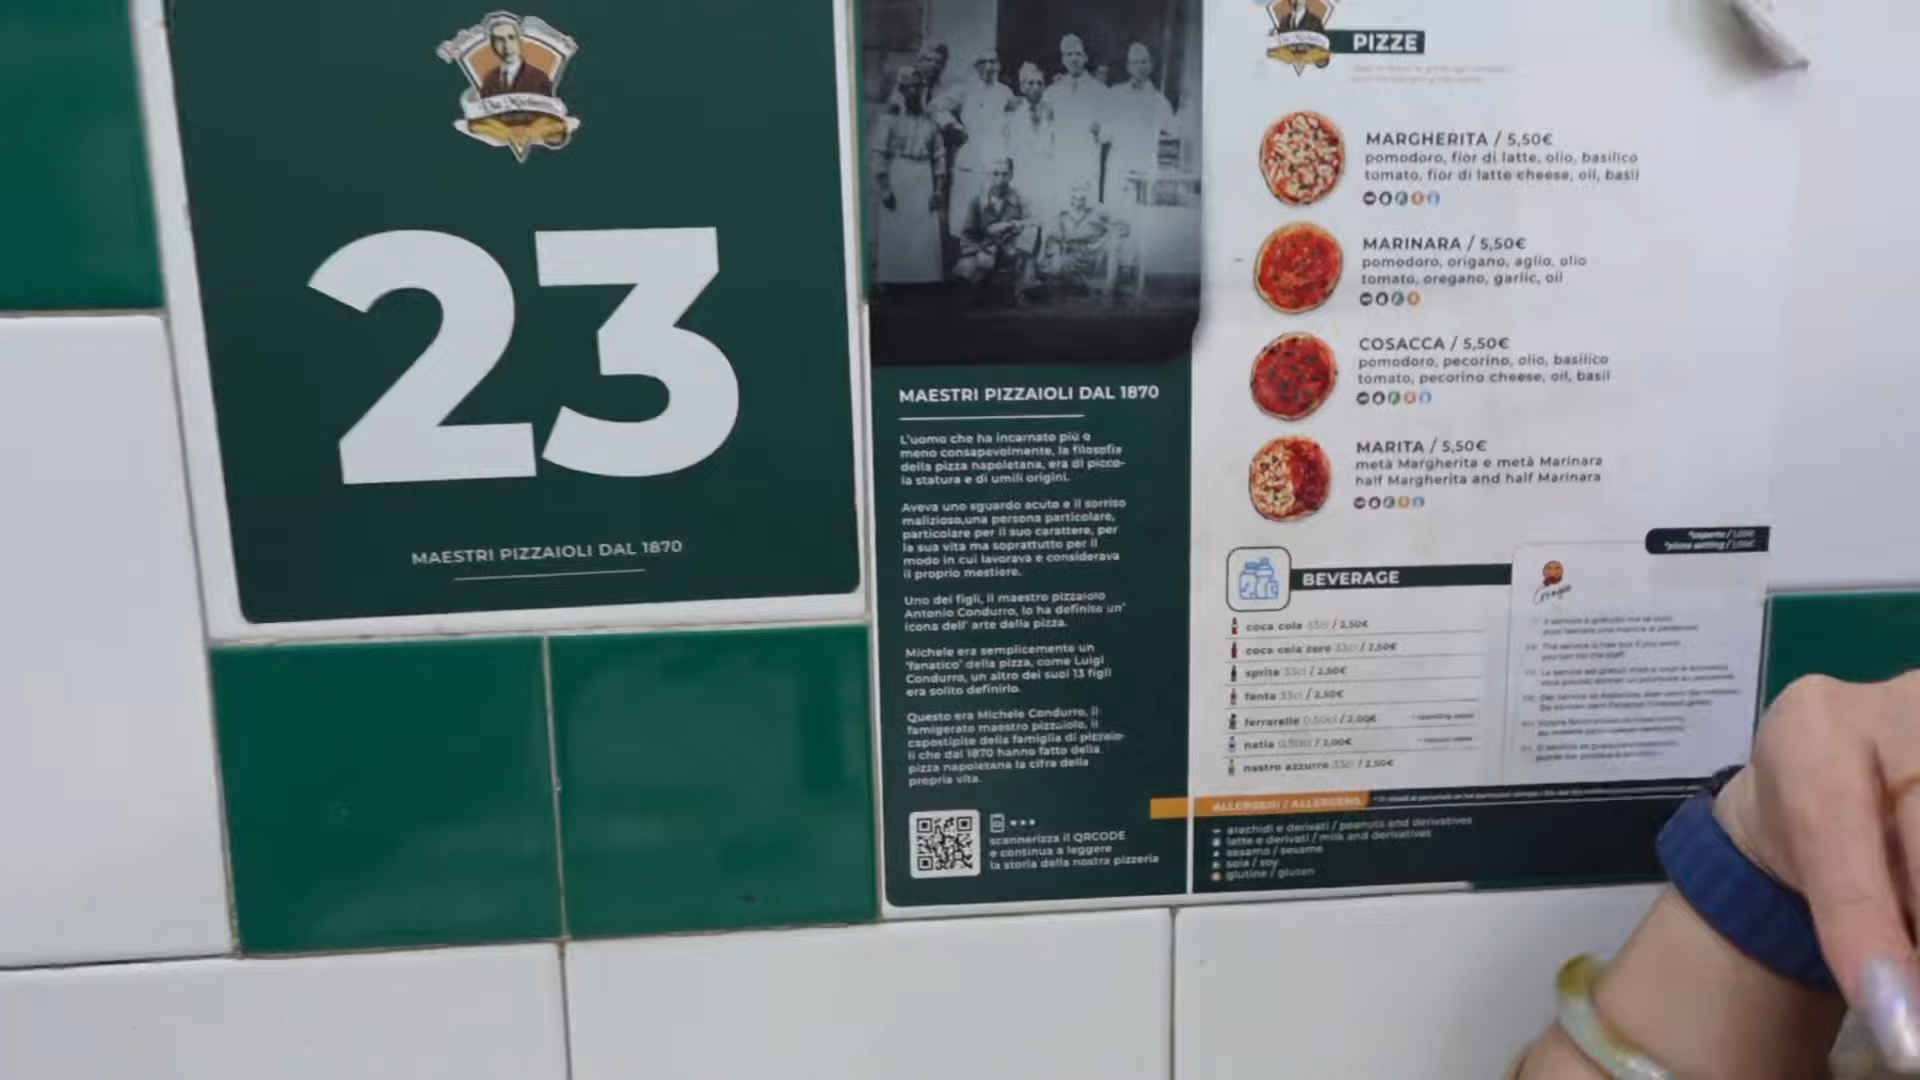 Da Michele
23
MAESTRI PIZZAIOLI DAL 1870
MAESTRI PIZZAIOLI DAL 1870
L'uomo che ha incarnato più o
meno consapevolmente, la filosofia
della pizza napoletana, era di picco-
la statura e di umili origini.
Aveva uno sguardo acuto e il sorriso
malizioso,una persona particolare,
particolare per il suo carattere, per
la sua vita ma soprattutto per il
modo in cui lavorava e considerava
il proprio mestiere.
Uno dei figli, il maestro pizzaiolo
Antonio Condurro, lo ha definito un'
icona dell' arte della pizza.
Michele era semplicemente un
'fanatico' della pizza, come Luigi
Condurro, un altro dei suoi 13 figli
era solito definirlo.
Questo era Michele Condurro, il
famigerato maestro pizzaiolo, il
capostipite della famiglia di pizzaio-
li che dal 1870 hanno fatto della
pizza napoletana la cifra della
propria vita.
scannerizza il QRCODE
e continua a leggere
la storia della nostra pizzeria
PIZZE
MARGHERITA / 5,50€
pomodoro, fior di latte, olio, basilico
tomato, fior di latte cheese, oil, basil
MARINARA / 5,50€
pomodoro, origano, aglio, olio
tomato, oregano, garlic, oil
COSACCA / 5,50€
pomodoro, pecorino, olio, basilico
tomato, pecorino cheese, oil, basil
MARITA / 5,50€
metà Margherita e metà Marinara
half Margherita and half Marinara
BEVERAGE
coca cola 33cl / 2,50€
coca cola zero 33cl / 2,50€
sprite 33cl / 2,50€
fanta 33cl / 2,50€
ferrarelle 0,50cl / 2,00€
natia 0,50cl / 2,00€
nastro azzurro 33cl / 2,50€
Grazie
ALLERGENI / ALLERGENS
arachidi e derivati / peanuts and derivatives
latte e derivati / milk and derivatives
sesamo / sesame
soia / soy
glutine / gluten